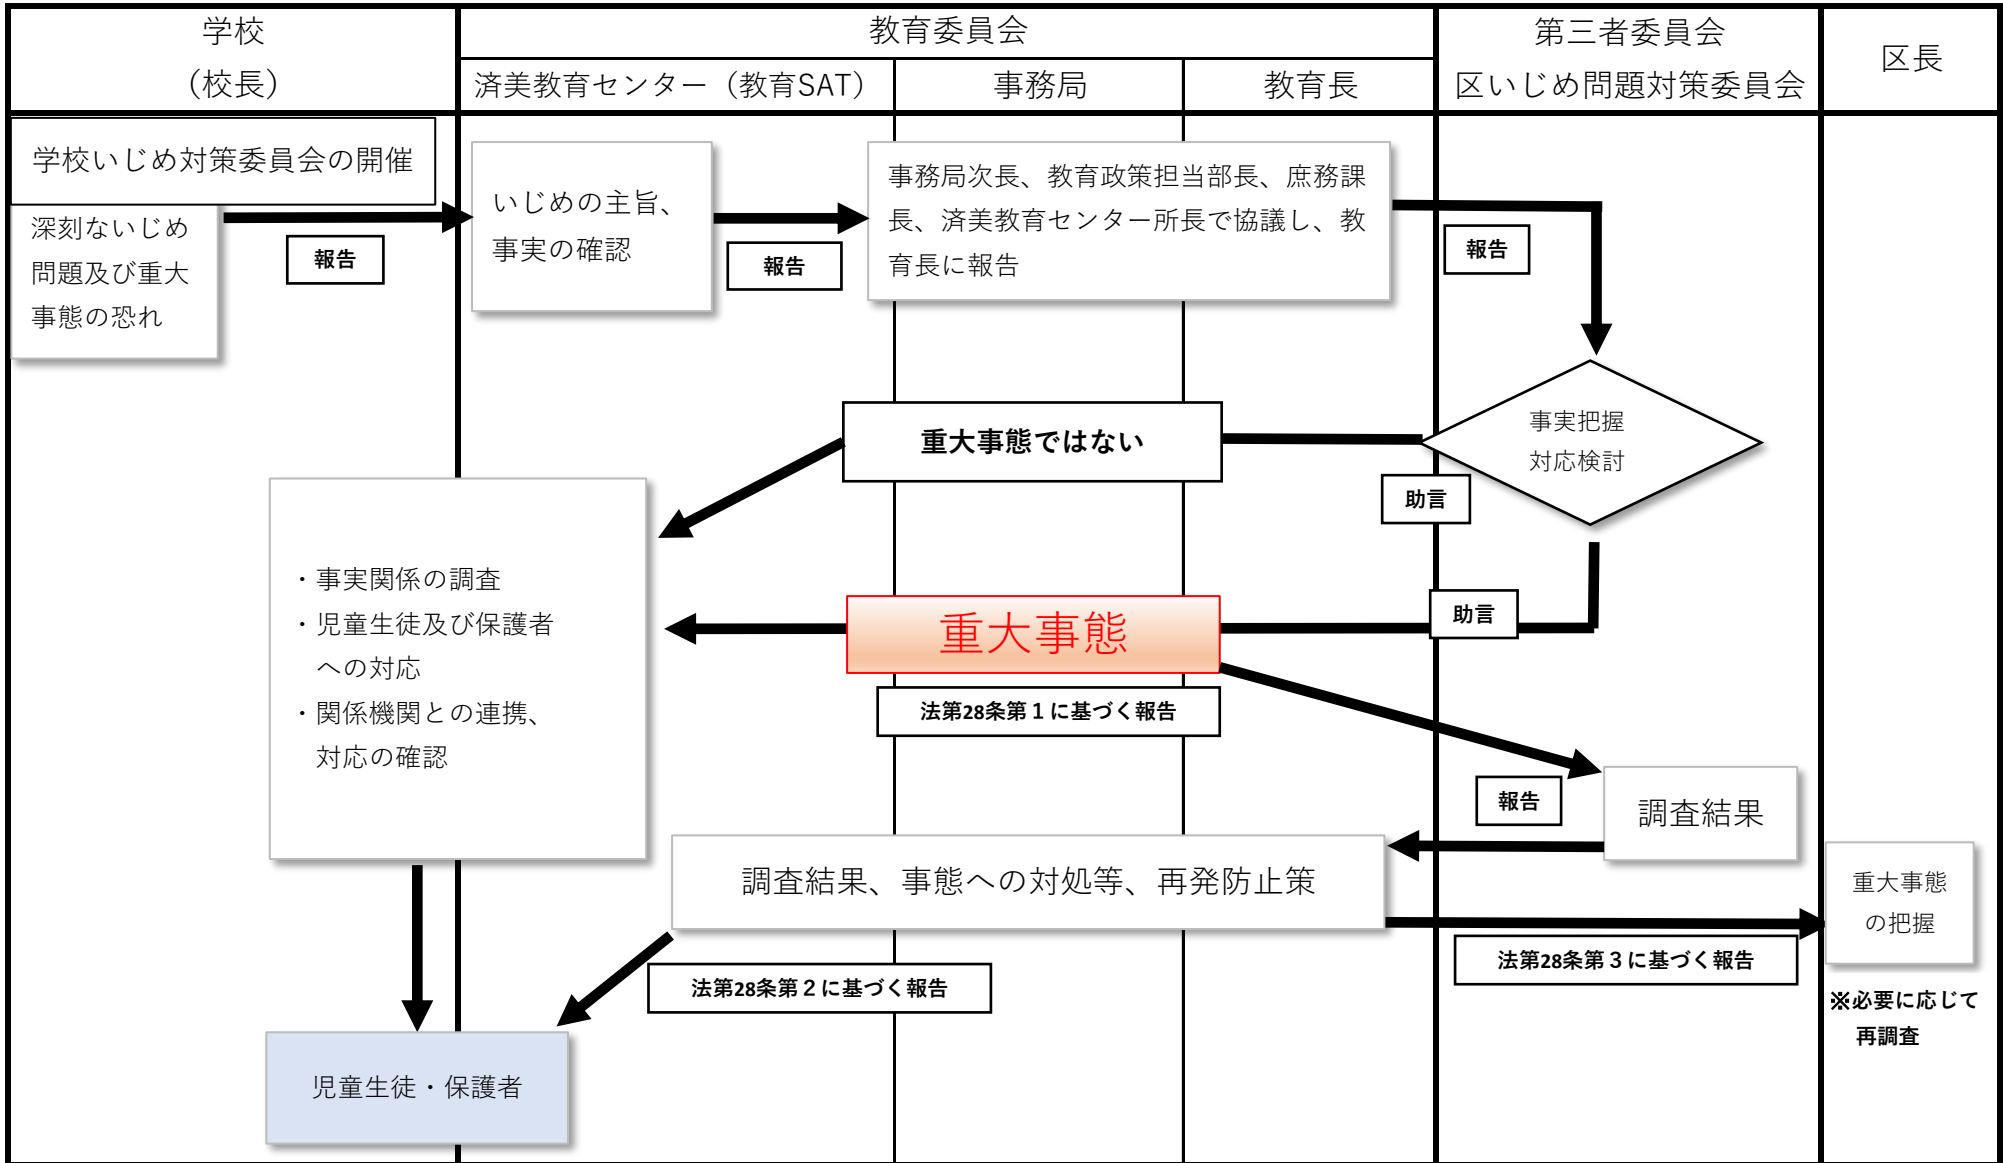 学校
（校長）
教育委員会
済美教育センター（教育SAT）
事務局
教育長
第三者委員会
区いじめ問題対策委員会
区長
学校いじめ対策委員会の開催
深刻ないじめ
問題及び重大
事態の恐れ
報告
いじめの主旨、
事実の確認
報告
事務局次長、教育政策担当部長、庶務課
長、済美教育センター所長で協議し、教
育長に報告
報告
事実把握
対応検討
重大事態ではない
助言
・事実関係の調査
・児童生徒及び保護者
への対応
・関係機関との連携、
対応の確認
重大事態
助言
法第28条第１に基づく報告
報告
調査結果
調査結果、事態への対処等、再発防止策
重大事態
の把握
法第28条第２に基づく報告
法第28条第３に基づく報告
※必要に応じて
再調査
児童生徒・保護者